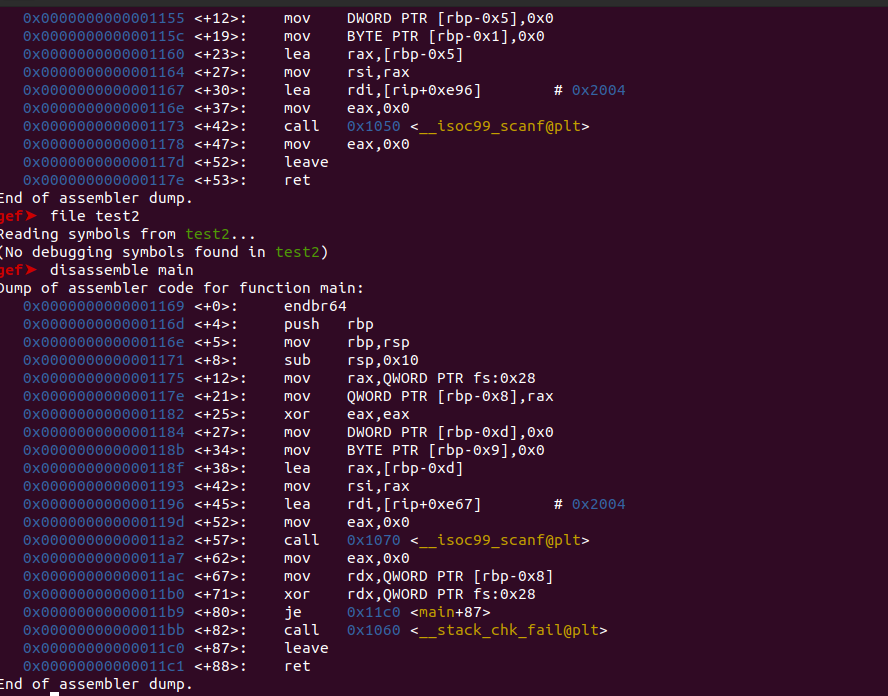 0x0000000000001155 <+12>: mov DWORD PTR [rbp-0x5],0x0
0x000000000000115c <+19>: mov BYTE PTR [rbp-0x1],0x0
0x0000000000001160 <+23>: lea rax,[rbp-0x5]
0x0000000000001164 <+27>: mov rsi,rax
0x0000000000001167 <+30>: lea rdi,[rip+0xe96] # 0x2004
0x000000000000116e <+37>: mov eax,0x0
0x0000000000001173 <+42>: call 0x1050 <__isoc99_scanf@plt>
0x0000000000001178 <+47>: mov eax,0x0
0x000000000000117d <+52>: leave
0x000000000000117e <+53>: ret
End of assembler dump.
gef➤ file test2
Reading symbols from test2...
(No debugging symbols found in test2)
gef➤ disassemble main
Dump of assembler code for function main:
0x0000000000001169 <+0>: endbr64
0x000000000000116d <+4>: push rbp
0x000000000000116e <+5>: mov rbp,rsp
0x0000000000001171 <+8>: sub rsp,0x10
0x0000000000001175 <+12>: mov rax,QWORD PTR fs:0x28
0x000000000000117e <+21>: mov QWORD PTR [rbp-0x8],rax
0x0000000000001182 <+25>: xor eax,eax
0x0000000000001184 <+27>: mov DWORD PTR [rbp-0xd],0x0
0x000000000000118b <+34>: mov BYTE PTR [rbp-0x9],0x0
0x000000000000118f <+38>: lea rax,[rbp-0xd]
0x0000000000001193 <+42>: mov rsi,rax
0x0000000000001196 <+45>: lea rdi,[rip+0xe67] # 0x2004
0x000000000000119d <+52>: mov eax,0x0
0x00000000000011a2 <+57>: call 0x1070 <__isoc99_scanf@plt>
0x00000000000011a7 <+62>: mov eax,0x0
0x00000000000011ac <+67>: mov rdx,QWORD PTR [rbp-0x8]
0x00000000000011b0 <+71>: xor rdx,QWORD PTR fs:0x28
0x00000000000011b9 <+80>: je 0x11c0 <main+87>
0x00000000000011bb <+82>: call 0x1060 <__stack_chk_fail@plt>
0x00000000000011c0 <+87>: leave
0x00000000000011c1 <+88>: ret
End of assembler dump.